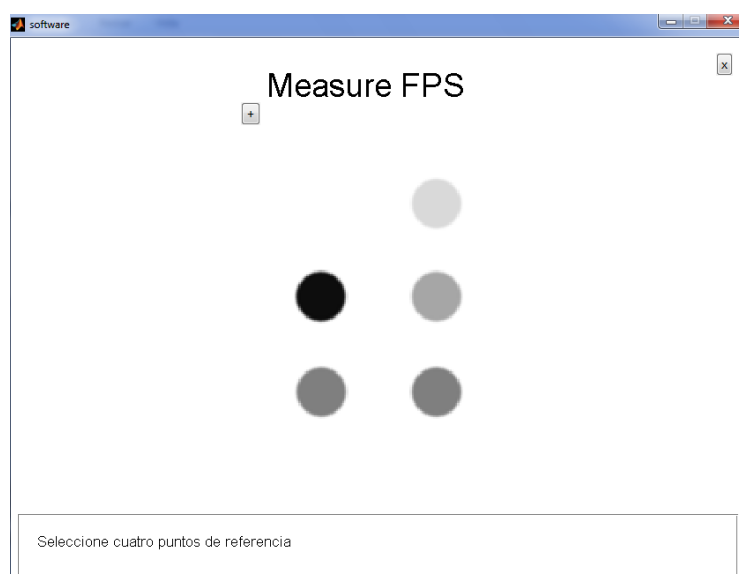 software
x
Measure FPS
+
Seleccione cuatro puntos de referencia